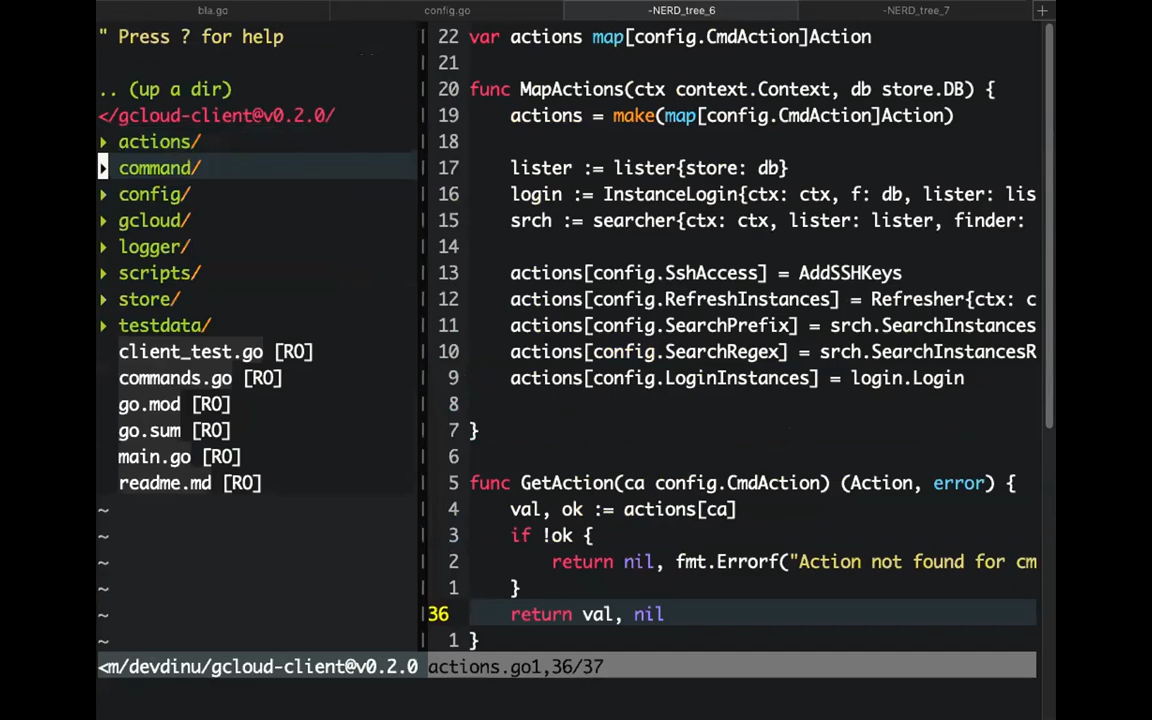 bla.go config.go ~NERD_tree_6 ~NERD_tree_7 +
" Press ? for help
.. (up a dir)
</gcloud-client@v0.2.0/
▸ actions/
▸ command/
▸ config/
▸ gcloud/
▸ logger/
▸ scripts/
▸ store/
▸ testdata/
client_test.go [RO]
commands.go [RO]
go.mod [RO]
go.sum [RO]
main.go [RO]
readme.md [RO]
~
~
~
~
~
~
<m/devdinu/gcloud-client@v0.2.0
22 var actions map[config.CmdAction]Action
21
20 func MapActions(ctx context.Context, db store.DB) {
19 actions = make(map[config.CmdAction]Action)
18
17 lister := lister{store: db}
16 login := InstanceLogin{ctx: ctx, f: db, lister: lis
15 srch := searcher{ctx: ctx, lister: lister, finder:
14
13 actions[config.SshAccess] = AddSSHKeys
12 actions[config.RefreshInstances] = Refresher{ctx: c
11 actions[config.SearchPrefix] = srch.SearchInstances
10 actions[config.SearchRegex] = srch.SearchInstancesR
9 actions[config.LoginInstances] = login.Login
8
7 }
6
5 func GetAction(ca config.CmdAction) (Action, error) {
4 val, ok := actions[ca]
3 if !ok {
2 return nil, fmt.Errorf("Action not found for cm
1 }
36 return val, nil
1 }
actions.go1,36/37